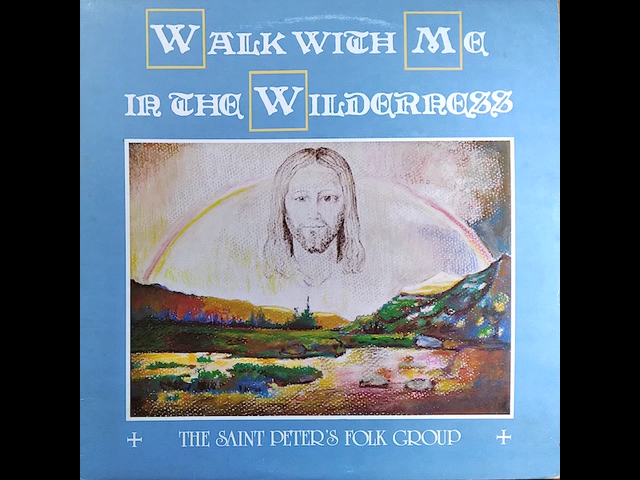 WALK WITH ME
IN THE WILDERNESS
THE SAINT PETER'S FOLK GROUP